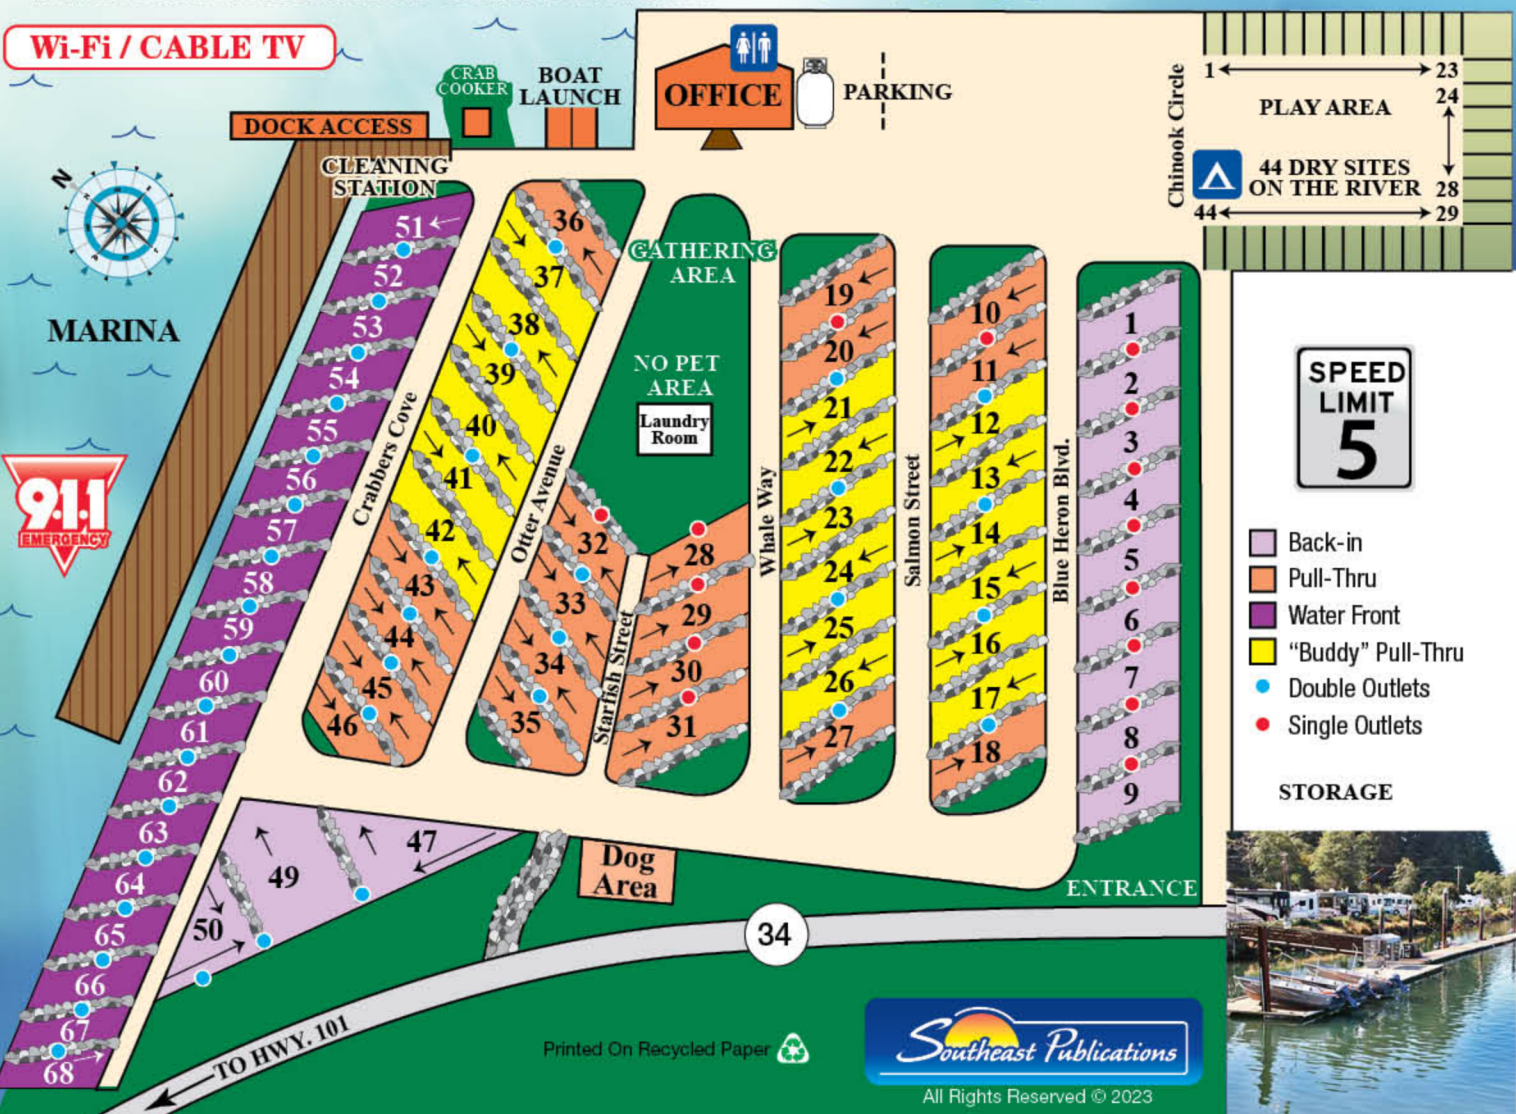 Wi-Fi / CABLE TV
CRAB
COOKER
BOAT
LAUNCH
OFFICE
PARKING
DOCK ACCESS
CLEANING
STATION
N
MARINA
9-1-1
EMERGENCY
Chinook Circle
1
23
24
PLAY AREA
44 DRY SITES
ON THE RIVER
28
44
29
GATHERING
AREA
NO PET
AREA
Laundry
Room
Crabbers Cove
Otter Avenue
Starfish Street
Whale Way
Salmon Street
Blue Heron Blvd.
51
52
53
54
55
56
57
58
59
60
61
62
63
64
65
66
67
68
36
37
38
39
40
41
42
43
44
45
46
32
33
34
35
28
29
30
31
19
20
21
22
23
24
25
26
27
10
11
12
13
14
15
16
17
18
1
2
3
4
5
6
7
8
9
47
49
50
SPEED
LIMIT
5
Back-in
Pull-Thru
Water Front
“Buddy” Pull-Thru
Double Outlets
Single Outlets
STORAGE
Dog
Area
ENTRANCE
34
TO HWY. 101
Printed On Recycled Paper
Southeast Publications
All Rights Reserved © 2023